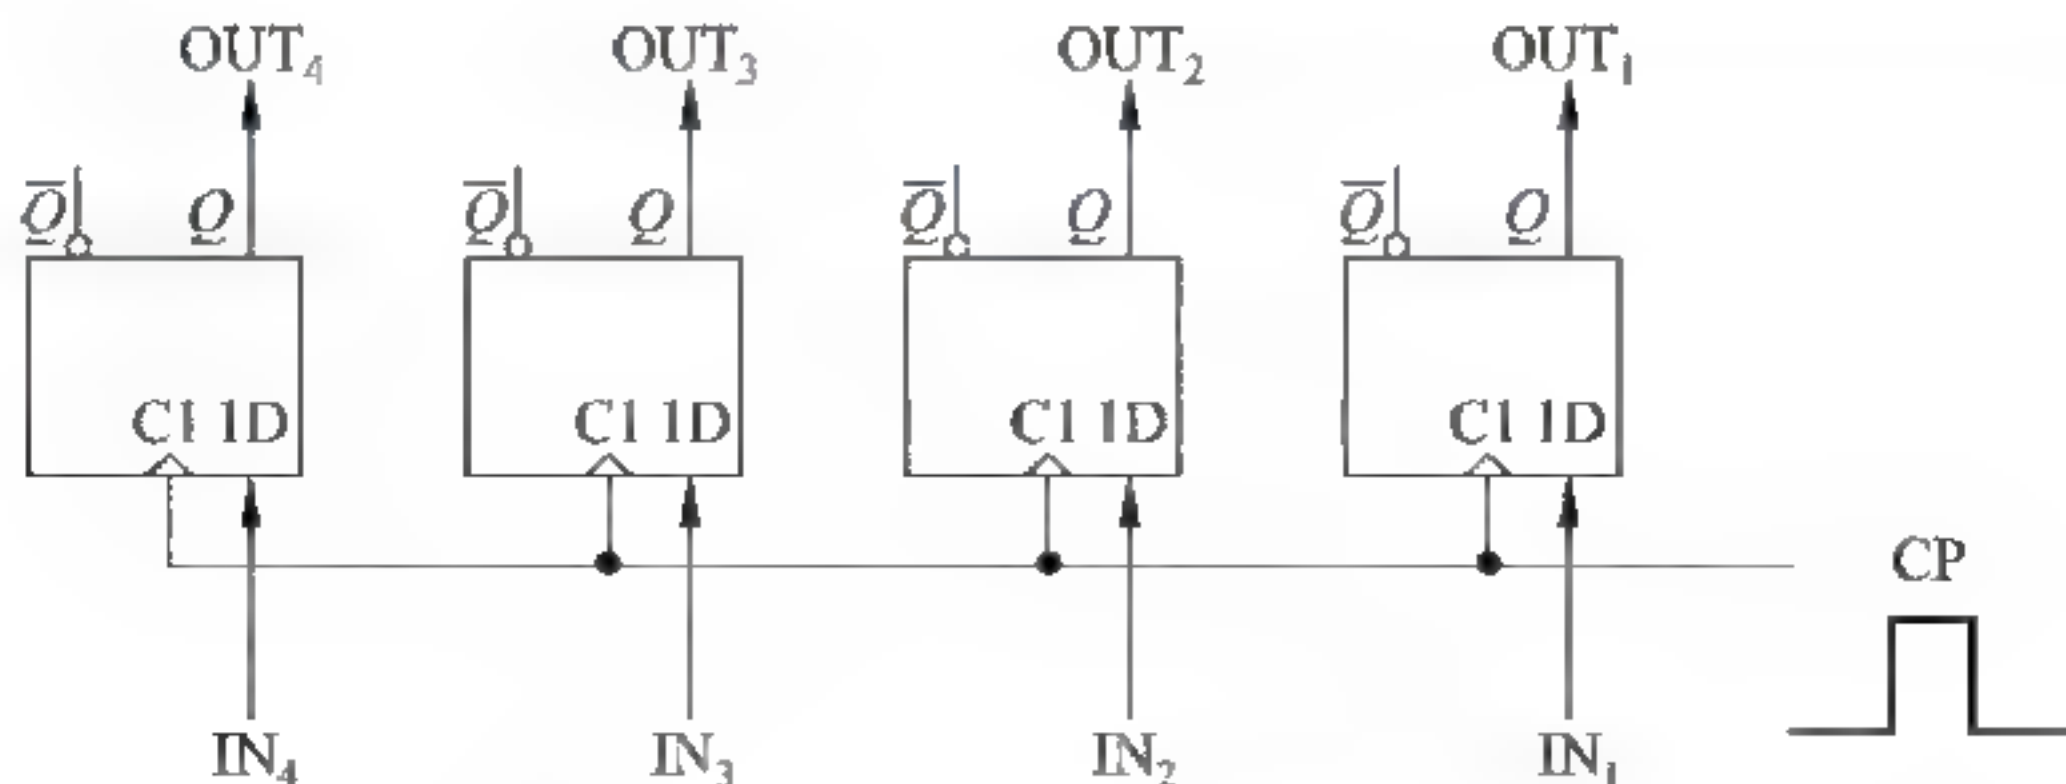 OUT₄ OUT₃ OUT₂ OUT₁
Q̅ Q Q̅ Q Q̅ Q Q̅ Q
C1 1D C1 1D C1 1D C1 1D
CP
IN₄ IN₃ IN₂ IN₁